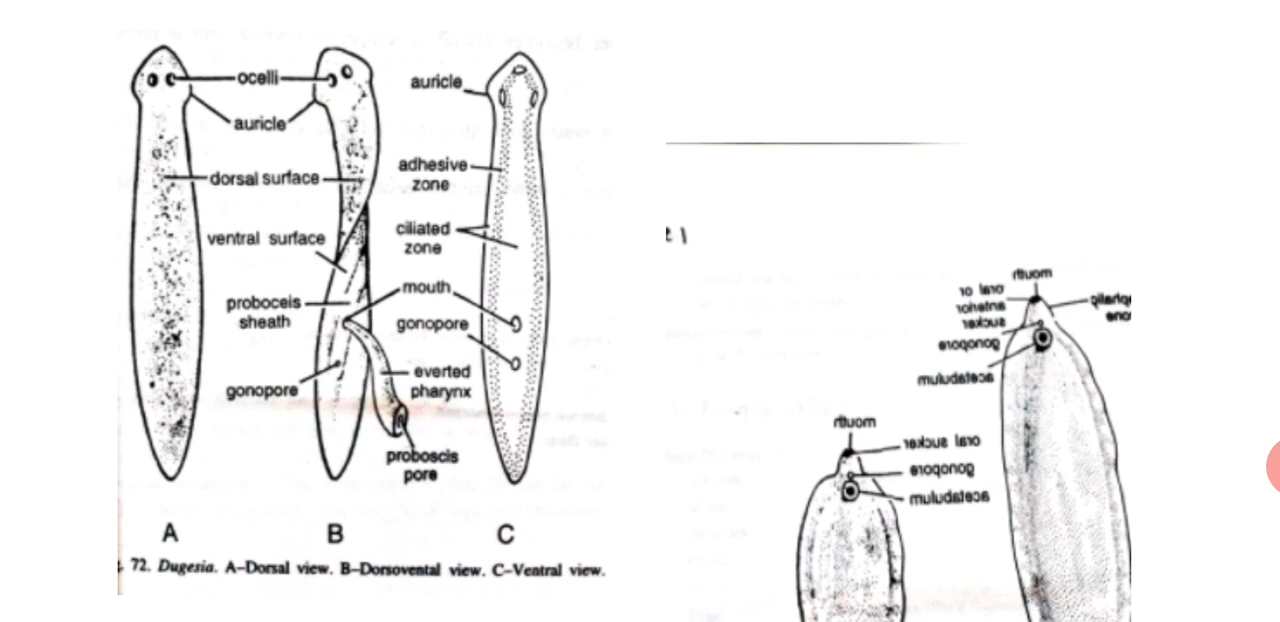 ocelli
auricle
dorsal surface
ventral surface
proboceis
sheath
gonopore
auricle
adhesive
zone
ciliated
zone
mouth
gonopore
everted
pharynx
proboscis
pore
A B C
72. Dugesia. A–Dorsal view. B–Dorsovental view. C–Ventral view.
mouth
oral or
anterior
sucker
gonopore
acetabulum
mouth
oral sucker
gonopore
acetabulum